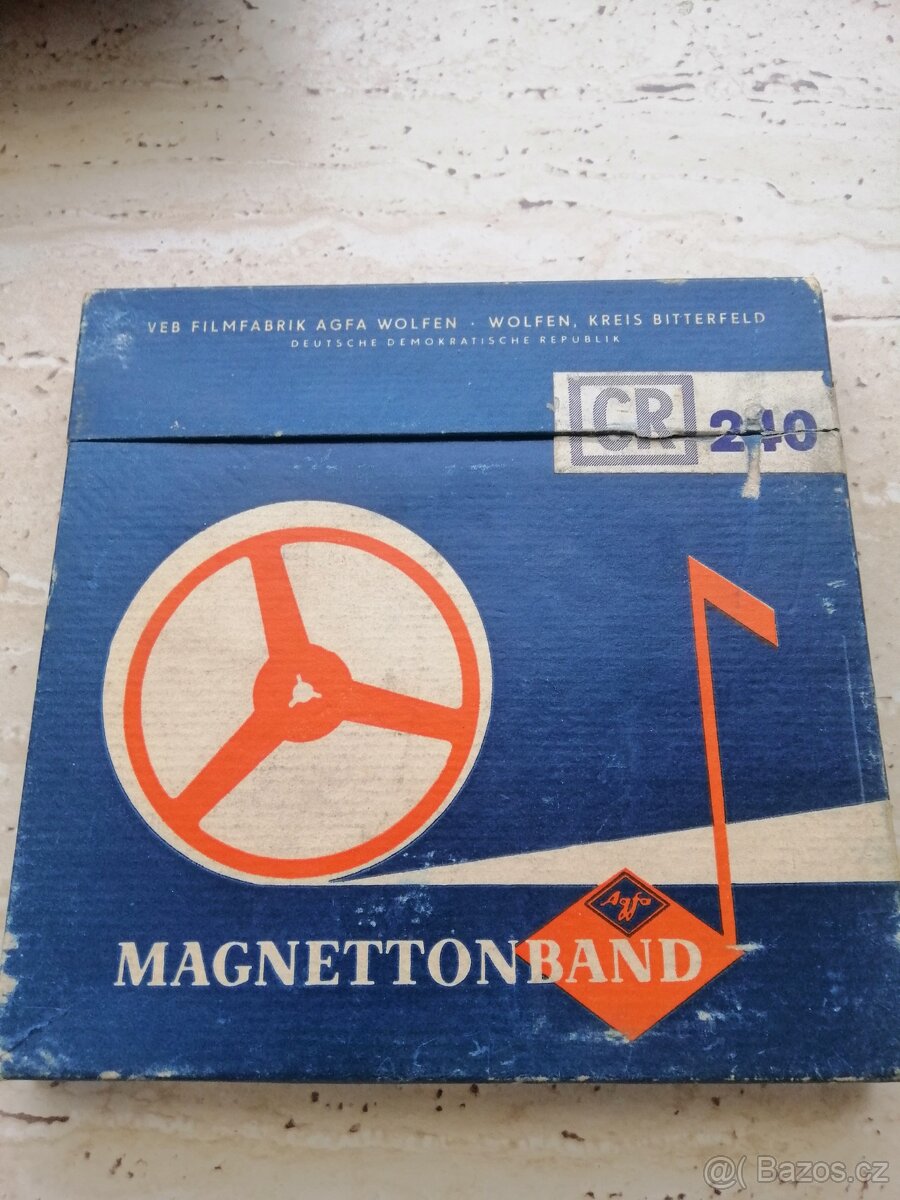 VEB FILMFABRIK AGFA WOLFEN · WOLFEN, KREIS BITTERFELD
DEUTSCHE DEMOKRATISCHE REPUBLIK
CR 240
Agfa
MAGNETTONBAND
@( Bazos.cz